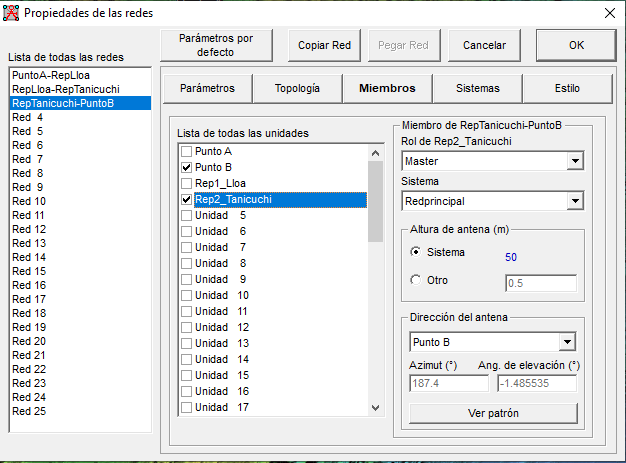 Propiedades de las redes
Parámetros por
defecto
Copiar Red
Pegar Red
Cancelar
OK
Lista de todas las redes
PuntoA-RepLloa
RepLloa-RepTanicuchi
RepTanicuchi-PuntoB
Red 4
Red 5
Red 6
Red 7
Red 8
Red 9
Red 10
Red 11
Red 12
Red 13
Red 14
Red 15
Red 16
Red 17
Red 18
Red 19
Red 20
Red 21
Red 22
Red 23
Red 24
Red 25
Parámetros
Topología
Miembros
Sistemas
Estilo
Lista de todas las unidades
Punto A
Punto B
Rep1_Lloa
Rep2_Tanicuchi
Unidad 5
Unidad 6
Unidad 7
Unidad 8
Unidad 9
Unidad 10
Unidad 11
Unidad 12
Unidad 13
Unidad 14
Unidad 15
Unidad 16
Unidad 17
Miembro de RepTanicuchi-PuntoB
Rol de Rep2_Tanicuchi
Master
Sistema
Redprincipal
Altura de antena (m)
Sistema 50
Otro 0.5
Dirección del antena
Punto B
Azimut (°) Ang. de elevación (°)
187.4 -1.485535
Ver patrón